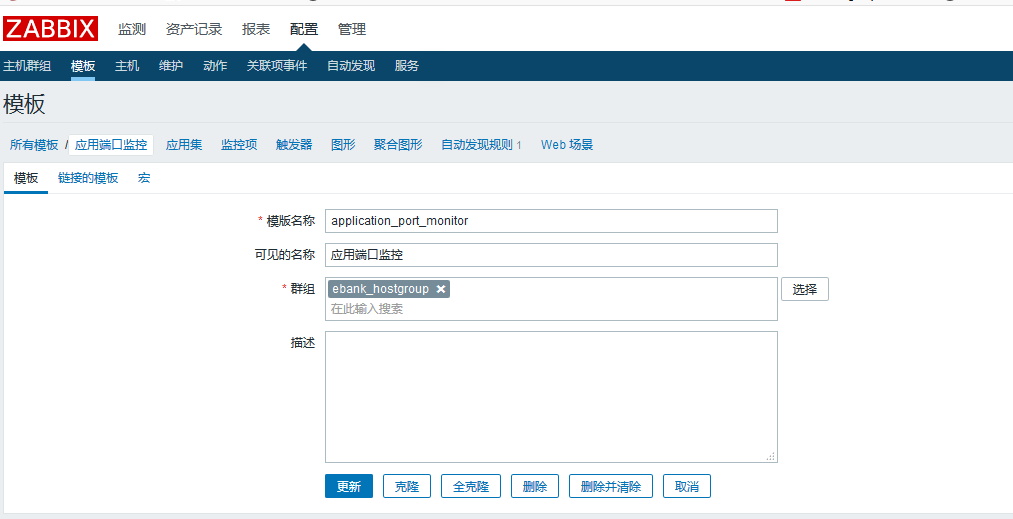 ZABBIX 监测 资产记录 报表 配置 管理
主机群组 模板 主机 维护 动作 关联项事件 自动发现 服务
模板
所有模板 / 应用端口监控 应用集 监控项 触发器 图形 聚合图形 自动发现规则 1 Web 场景
模板 链接的模板 宏
* 模版名称 application_port_monitor
可见的名称 应用端口监控
* 群组 ebank_hostgroup × 选择
在此输入搜索
描述
更新 克隆 全克隆 删除 删除并清除 取消